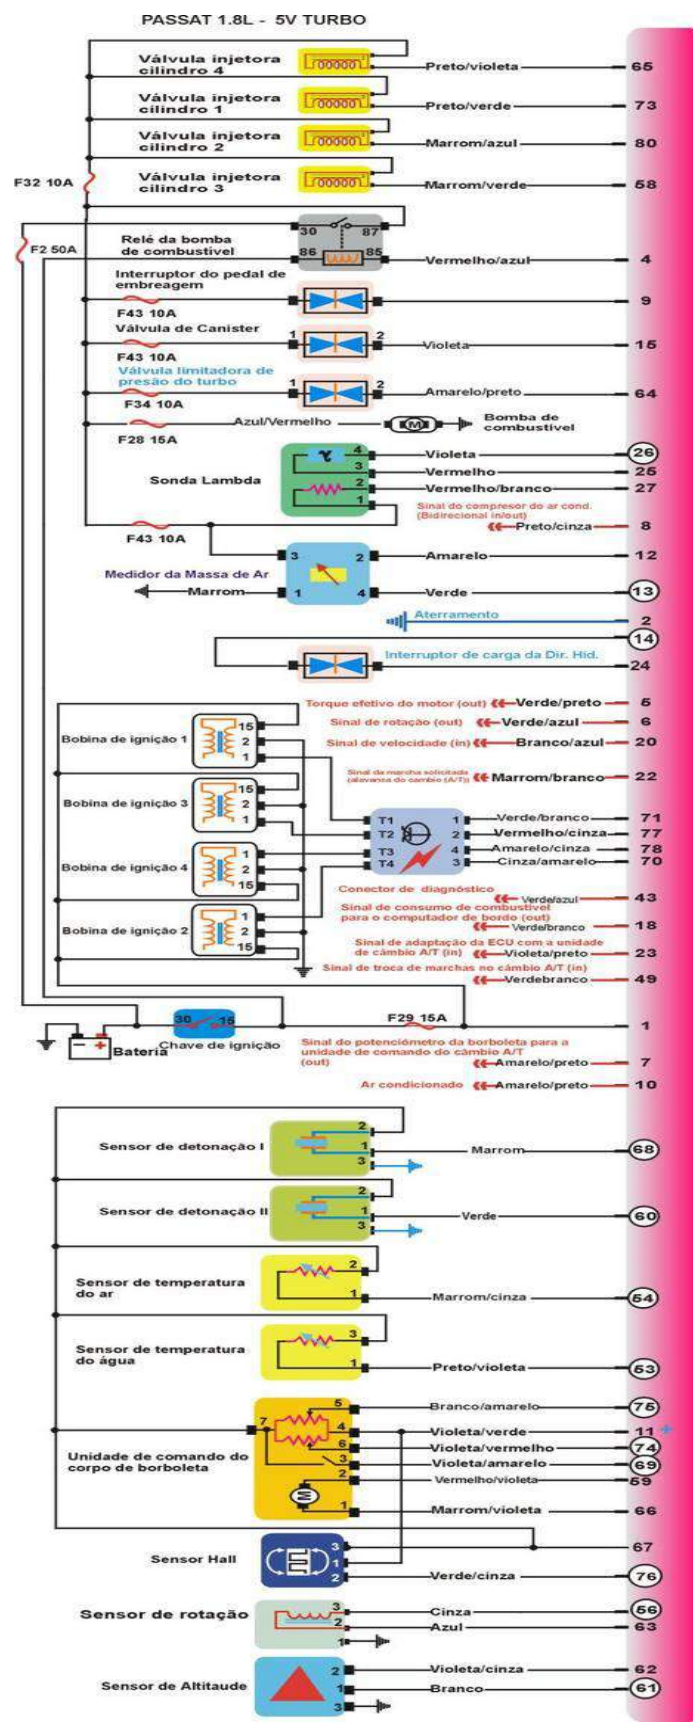 PASSAT 1.8L - 5V TURBO
Válvula injetora
cilindro 4
Preto/violeta 65
Válvula injetora
cilindro 1
Preto/verde 73
Válvula injetora
cilindro 2
Marrom/azul 80
F32 10A
Válvula injetora
cilindro 3
Marrom/verde 58
F2 50A
Relé da bomba
de combustível
30 87
86 85
Vermelho/azul 4
Interruptor do pedal de
embreagem
F43 10A
9
Válvula de Canister
F43 10A
1 2
Violeta 15
Válvula limitadora de
presão do turbo
F34 10A
1 2
Amarelo/preto 64
Azul/Vermelho
F28 15A
M
Bomba de
combustível
Sonda Lambda
4 Violeta 26
3 Vermelho 25
2 Vermelho/branco 27
1
Sinal do compresor do ar cond.
(Bidirecional in/out)
Preto/cinza 8
F43 10A
3 2 Amarelo 12
Medidor da Massa de Ar
Marrom 1 4 Verde 13
Aterramento 2
14
Interruptor de carga da Dir. Hid.
24
Torque efetivo do motor (out) Verde/preto 5
Bobina de ignição 1
15
2
1
Sinal de rotação (out) Verde/azul 6
Sinal de velocidade (in) Branco/azul 20
Sinal da marcha solicitada
(alavanca do cambio (A/T)) Marrom/branco 22
Bobina de ignição 3
15
2
1
T1 1 Verde/branco 71
T2 2 Vermelho/cinza 77
T3 4 Amarelo/cinza 78
T4 3 Cinza/amarelo 70
Bobina de ignição 4
1
2
15
Conector de diagnóstico
Verde/azul 43
Bobina de ignição 2
1
2
15
Sinal de consumo de combustível
para o computador de bordo (out)
Verde/branco 18
Sinal de adaptação da ECU com a unidade
de câmbio A/T (in) Violeta/preto 23
Sinal de troca de marchas no câmbio A/T (in)
Verdebranco 49
Bateria
- +
30 15
Chave de ignição
F29 15A
1
Sinal do potenciómetro da borboleta para a
unidade de comando do câmbio A/T
(out)
Amarelo/preto 7
Ar condicionado Amarelo/preto 10
Sensor de detonação I
2
1 Marrom 68
3
Sensor de detonação II
2
1 Verde 60
3
Sensor de temperatura
do ar
2
1 Marrom/cinza 54
Sensor de temperatura
do água
3
1 Preto/violeta 53
Unidade de comando do
corpo de borboleta
7
5 Branco/amarelo 75
4 Violeta/verde 11 +
6 Violeta/vermelho 74
3 Violeta/amarelo 69
2 Vermelho/violeta 59
M
1 Marrom/violeta 66
Sensor Hall
3 67
1
2 Verde/cinza 76
Sensor de rotação
3 Cinza 56
2 Azul 63
1
Sensor de Altitaude
2 Violeta/cinza 62
1 Branco 61
3